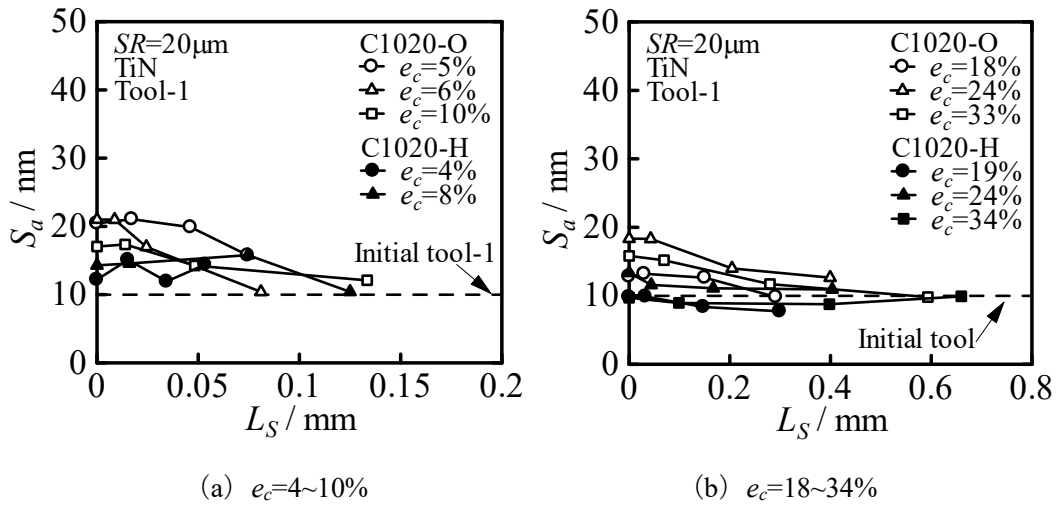 50
40
30
20
10
0
S_a / nm
SR=20μm
TiN
Tool-1
C1020-O
e_c=5%
e_c=6%
e_c=10%
C1020-H
e_c=4%
e_c=8%
Initial tool-1
0 0.05 0.1 0.15 0.2
L_S / mm
(a) e_c=4~10%
50
40
30
20
10
0
S_a / nm
SR=20μm
TiN
Tool-1
C1020-O
e_c=18%
e_c=24%
e_c=33%
C1020-H
e_c=19%
e_c=24%
e_c=34%
Initial tool
0 0.2 0.4 0.6 0.8
L_S / mm
(b) e_c=18~34%